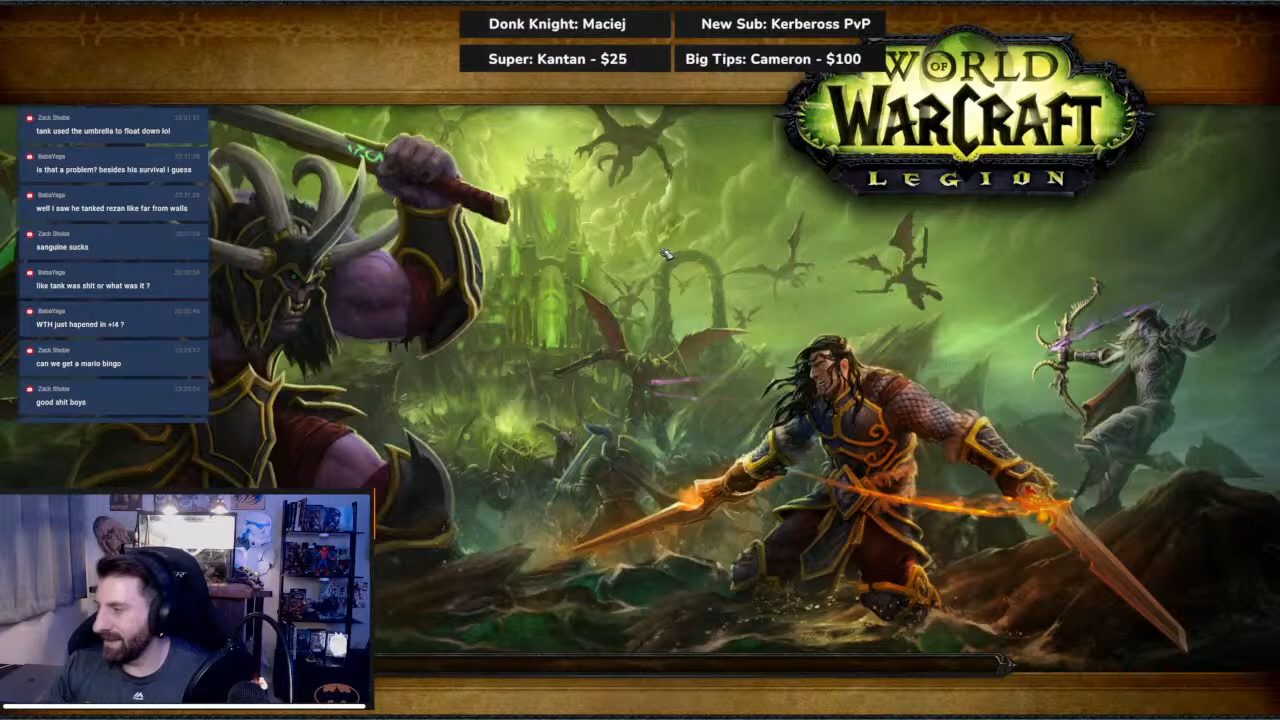 Donk Knight: Maciej
New Sub: Kerbeross PvP
Super: Kantan - $25
Big Tips: Cameron - $100
WORLD
OF
WARCRAFT
LEGION
Zack Shobe
tank used the umbrella to float down lol
BabaYaga
is that a problem? besides his survival I guess
BabaYaga
well I saw he tanked rezan like far from walls
Zack Shobe
sanguine sucks
BabaYaga
like tank was shit or what was it ?
BabaYaga
WTH just hapened in +!4 ?
Zack Shobe
can we get a mario bingo
Zack Shobe
good shit boys